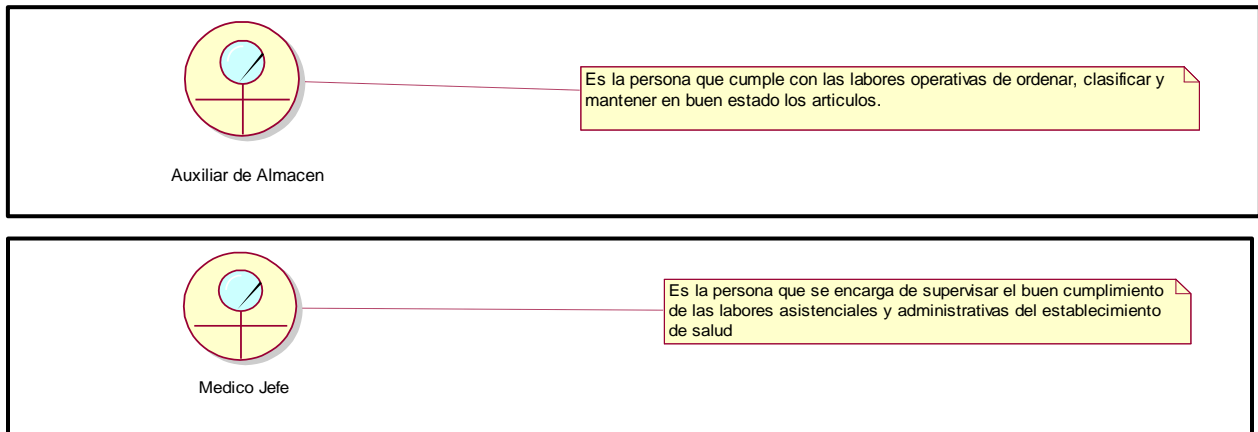 Es la persona que cumple con las labores operativas de ordenar, clasificar y
mantener en buen estado los articulos.
Auxiliar de Almacen
Es la persona que se encarga de supervisar el buen cumplimiento
de las labores asistenciales y administrativas del establecimiento
de salud
Medico Jefe